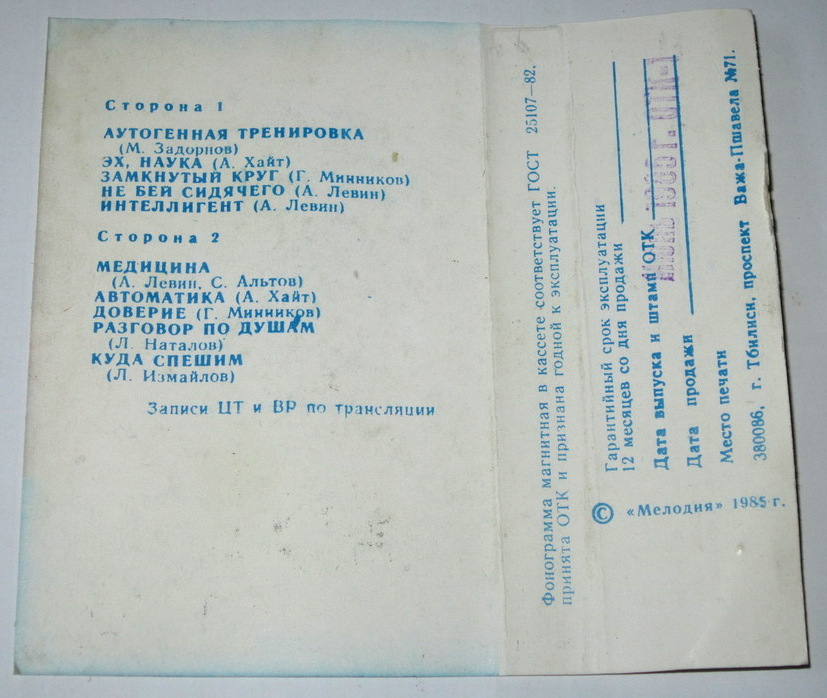 Сторона 1
АУТОГЕННАЯ ТРЕНИРОВКА
(М. Задорнов)
ЭХ, НАУКА (А. Хайт)
ЗАМКНУТЫЙ КРУГ (Г. Минников)
НЕ БЕЙ СИДЯЧЕГО (А. Левин)
ИНТЕЛЛИГЕНТ (А. Левин)
Сторона 2
МЕДИЦИНА
(А. Левин, С. Альтов)
АВТОМАТИКА (А. Хайт)
ДОВЕРИЕ (Г. Минников)
РАЗГОВОР ПО ДУШАМ
(Л. Наталов)
КУДА СПЕШИМ
(Л. Измайлов)
Записи ЦТ и ВР по трансляции
Фонограмма магнитная в кассете соответствует ГОСТ 25107—82,
принята ОТК и признана годной к эксплуатации.
Гарантийный срок эксплуатации
12 месяцев со дня продажи
Дата выпуска и штамп ОТК
Дата продажи
Место печати
380086, г. Тбилиси, проспект Важа-Пшавела №71.
© «Мелодия» 1985 г.